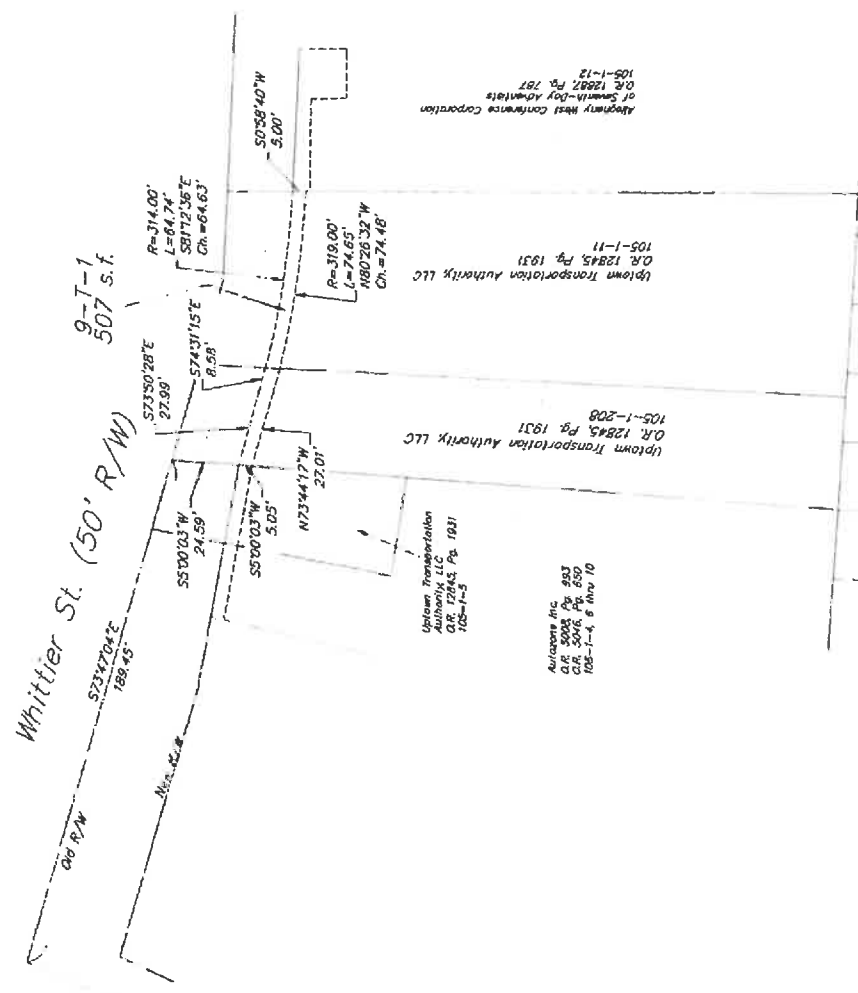 Whittier St. (50' R/W)
9-T-1
507 s.f.
R=314.00'
L=64.74'
S81°12'36"E
Ch.=64.63'
S0°58'40"W
5.00'
S73°50'28"E
27.99'
S74°31'15"E
8.58'
R=319.00'
L=74.65'
N80°26'32"W
Ch.=74.48'
S5°00'03"W
24.59'
S5°00'03"W
5.05'
N73°44'17"W
27.01'
S73°47'04"E
189.45'
Old R/W
New R/W
Allegheny West Conference Corporation
of Seventh-Day Adventists
O.R. 12887, Pg. 787
105-1-12
Uptown Transportation Authority, LLC
O.R. 12845, Pg. 1931
105-1-11
Uptown Transportation Authority, LLC
O.R. 12845, Pg. 1931
105-1-208
Uptown Transportation
Authority, LLC
O.R. 12845, Pg. 1931
105-1-5
Autozone Inc.
O.R. 5008, Pg. 993
O.R. 5046, Pg. 650
105-1-4, 6 thru 10